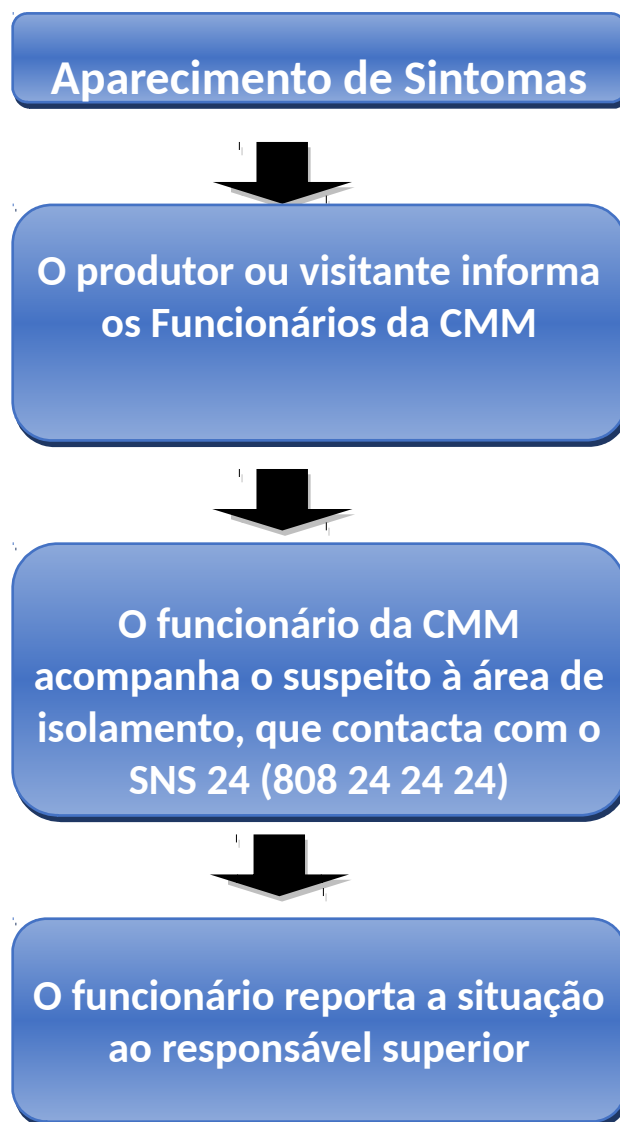 Aparecimento de Sintomas
O produtor ou visitante informa
os Funcionários da CMM
O funcionário da CMM
acompanha o suspeito à área de
isolamento, que contacta com o
SNS 24 (808 24 24 24)
O funcionário reporta a situação
ao responsável superior